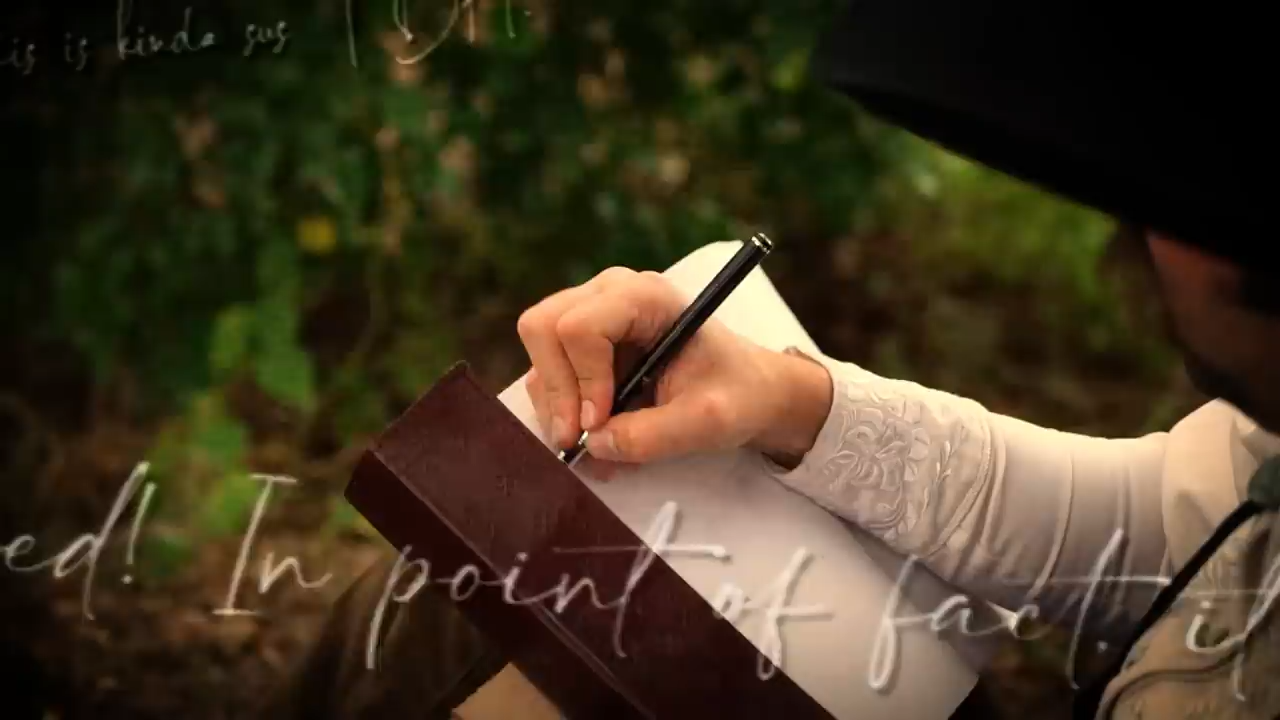 is is kinda sus
ed! In point of fact, it